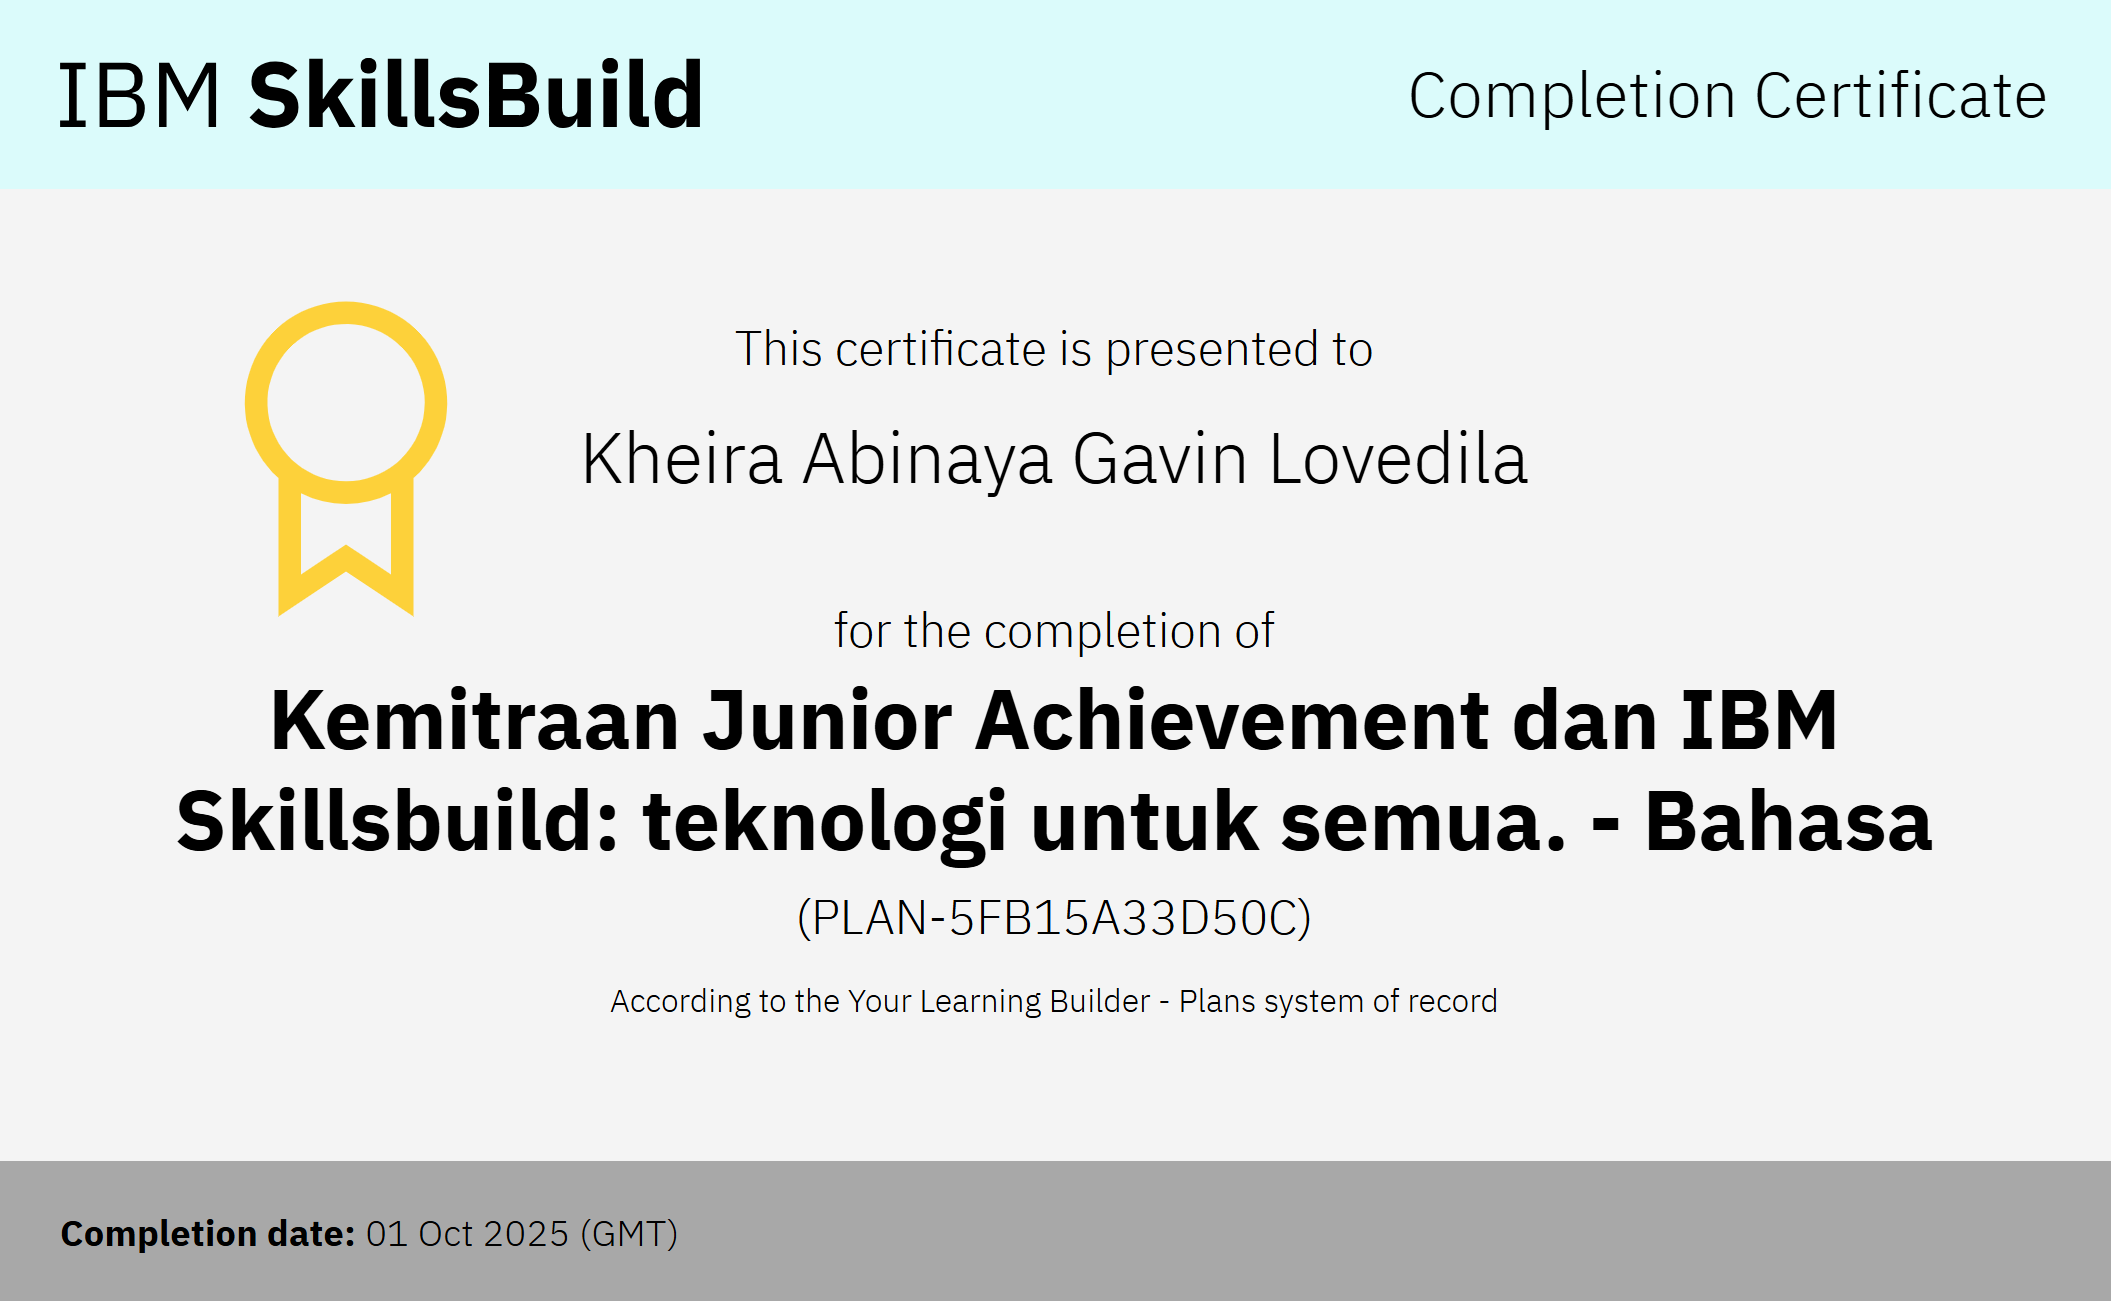 IBM SkillsBuild
Completion Certificate
This certificate is presented to
Kheira Abinaya Gavin Lovedila
for the completion of
Kemitraan Junior Achievement dan IBM
Skillsbuild: teknologi untuk semua. - Bahasa
(PLAN-5FB15A33D50C)
According to the Your Learning Builder - Plans system of record
Completion date: 01 Oct 2025 (GMT)